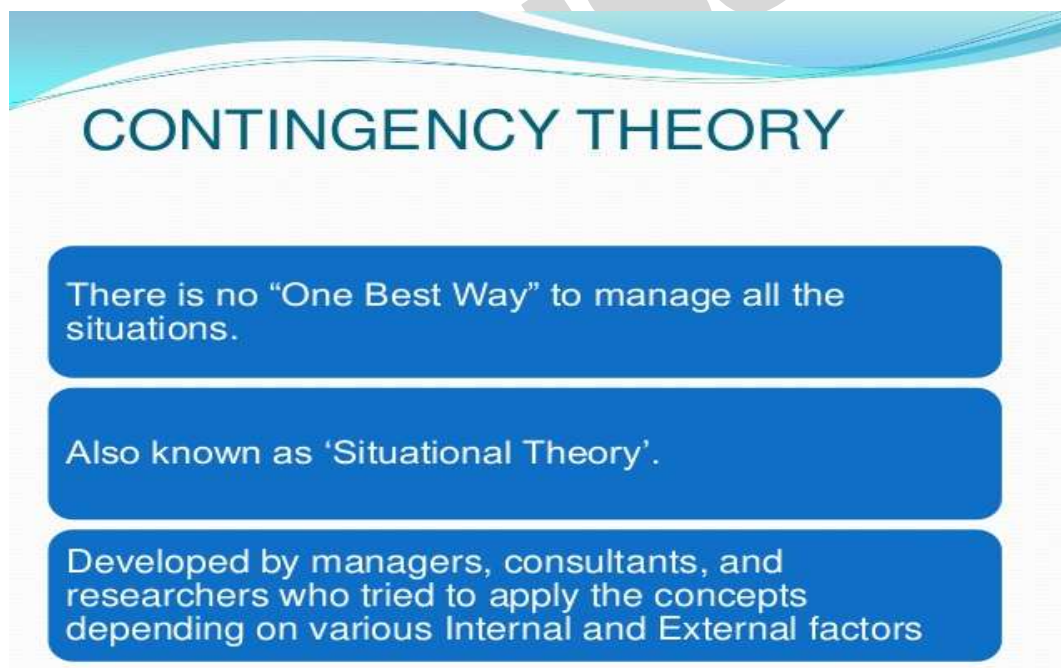 CONTINGENCY THEORY
There is no “One Best Way” to manage all the
situations.
Also known as ‘Situational Theory’.
Developed by managers, consultants, and
researchers who tried to apply the concepts
depending on various Internal and External factors